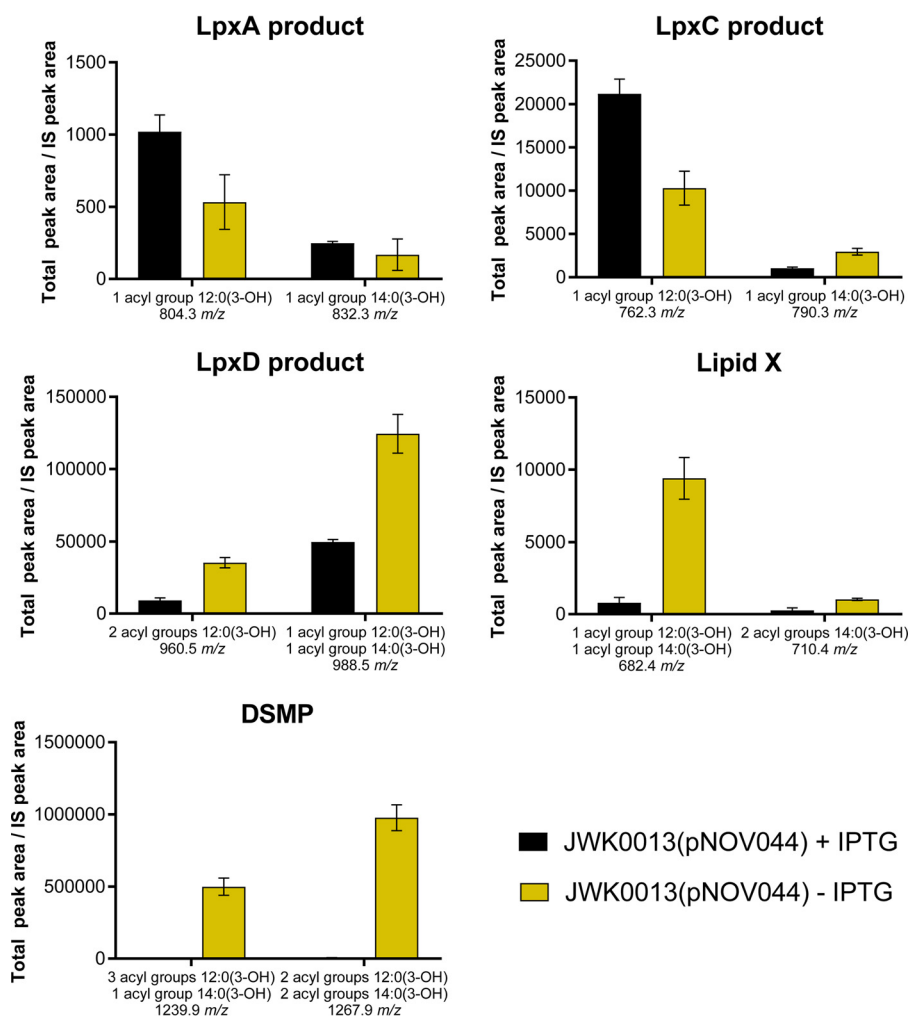 LpxA product
Total peak area / IS peak area
1500
1000
500
0
1 acyl group 12:0(3-OH)
804.3 m/z
1 acyl group 14:0(3-OH)
832.3 m/z
LpxC product
Total peak area / IS peak area
25000
20000
15000
10000
5000
0
1 acyl group 12:0(3-OH)
762.3 m/z
1 acyl group 14:0(3-OH)
790.3 m/z
LpxD product
Total peak area / IS peak area
150000
100000
50000
0
2 acyl groups 12:0(3-OH)
960.5 m/z
1 acyl group 12:0(3-OH)
1 acyl group 14:0(3-OH)
988.5 m/z
Lipid X
Total peak area / IS peak area
15000
10000
5000
0
1 acyl group 12:0(3-OH)
1 acyl group 14:0(3-OH)
682.4 m/z
2 acyl groups 14:0(3-OH)
710.4 m/z
DSMP
Total peak area / IS peak area
1500000
1000000
500000
0
3 acyl groups 12:0(3-OH)
1 acyl group 14:0(3-OH)
1239.9 m/z
2 acyl groups 12:0(3-OH)
2 acyl groups 14:0(3-OH)
1267.9 m/z
JWK0013(pNOV044) + IPTG
JWK0013(pNOV044) - IPTG